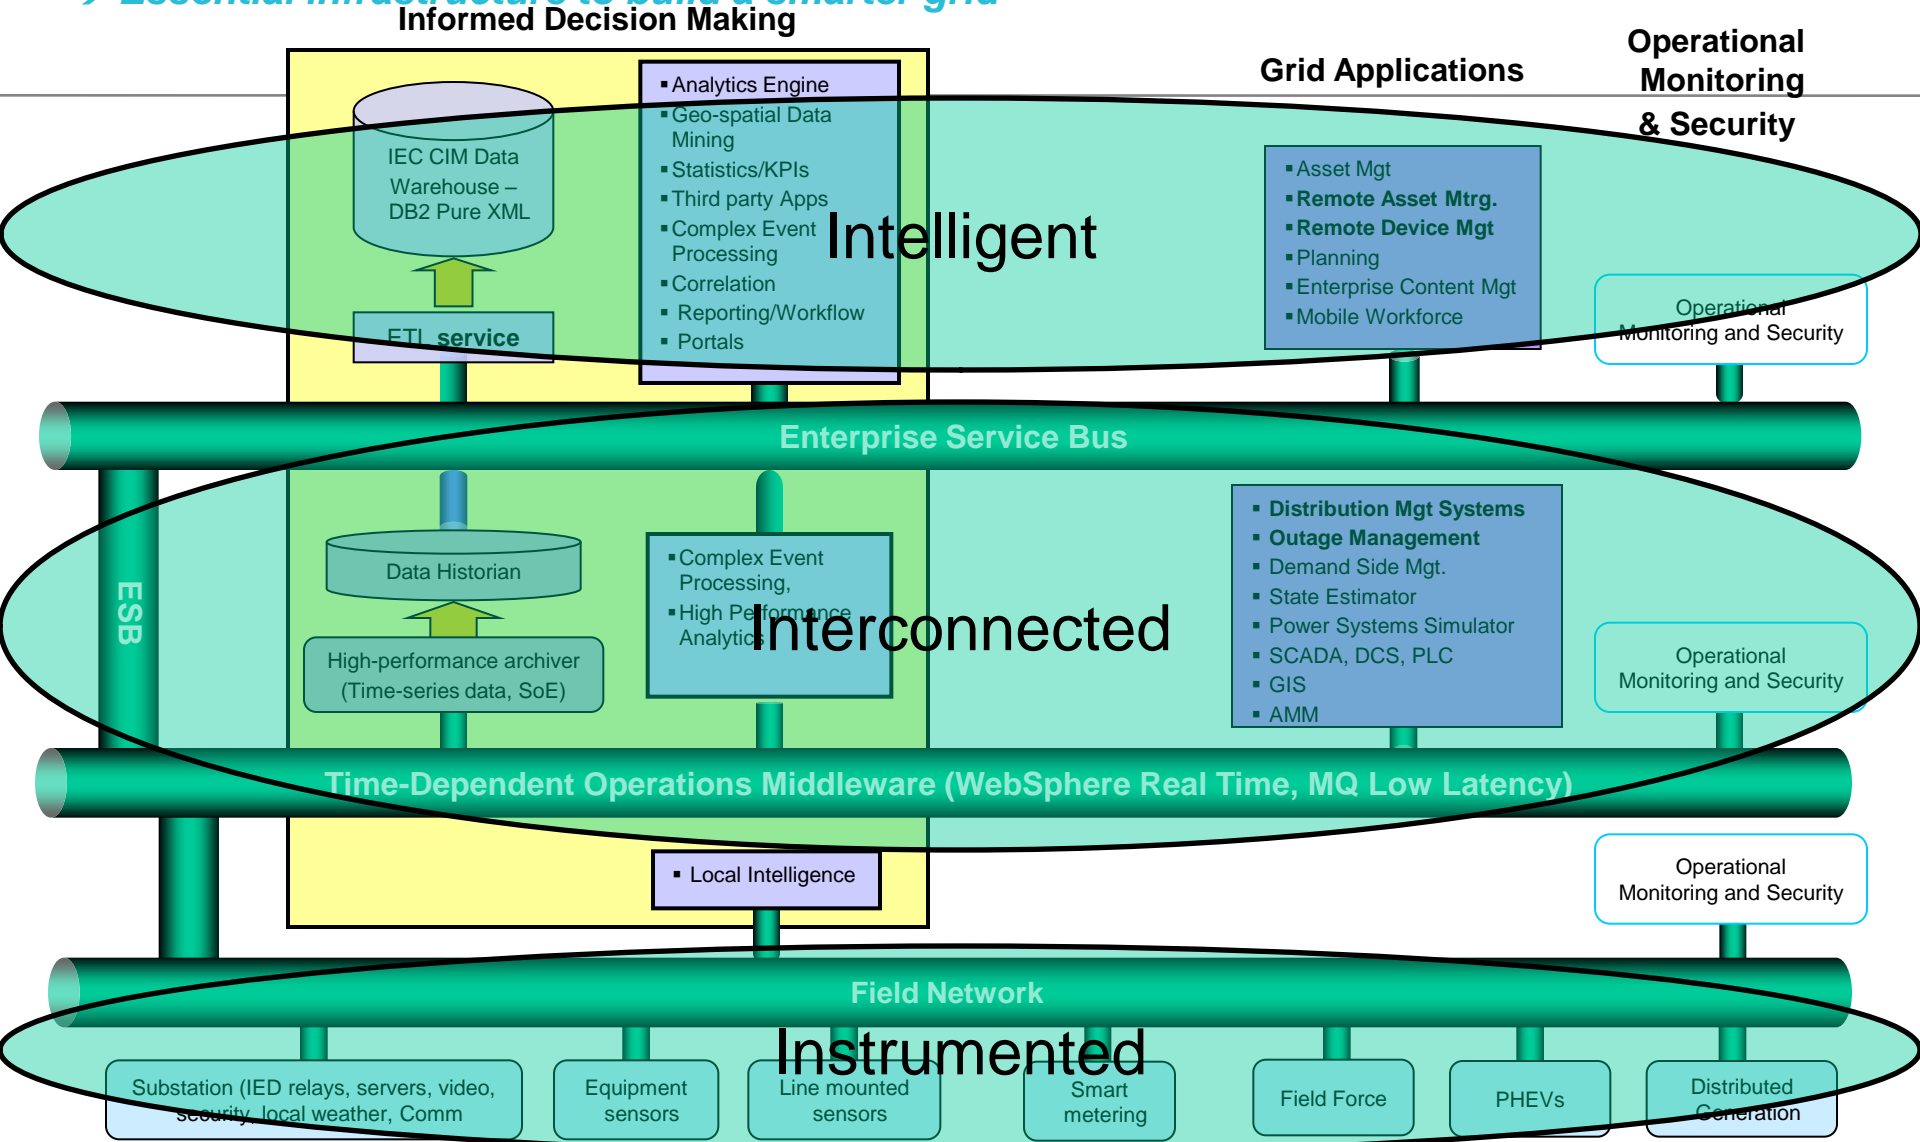 → Essential infrastructure to build a smarter grid
Informed Decision Making
Grid Applications
Operational
Monitoring
& Security
IEC CIM Data
Warehouse –
DB2 Pure XML
ETL service
▪ Analytics Engine
▪ Geo-spatial Data
Mining
▪ Statistics/KPIs
▪ Third party Apps
▪ Complex Event
Processing
▪ Correlation
▪ Reporting/Workflow
▪ Portals
Intelligent
▪ Asset Mgt
▪ Remote Asset Mtrg.
▪ Remote Device Mgt
▪ Planning
▪ Enterprise Content Mgt
▪ Mobile Workforce
Operational
Monitoring and Security
Enterprise Service Bus
ESB
Data Historian
High-performance archiver
(Time-series data, SoE)
▪ Complex Event
Processing,
▪ High Performance
Analytics
Interconnected
▪ Distribution Mgt Systems
▪ Outage Management
▪ Demand Side Mgt.
▪ State Estimator
▪ Power Systems Simulator
▪ SCADA, DCS, PLC
▪ GIS
▪ AMM
Operational
Monitoring and Security
Time-Dependent Operations Middleware (WebSphere Real Time, MQ Low Latency)
▪ Local Intelligence
Operational
Monitoring and Security
Field Network
Instrumented
Substation (IED relays, servers, video,
security, local weather, Comm
Equipment
sensors
Line mounted
sensors
Smart
metering
Field Force
PHEVs
Distributed
Generation